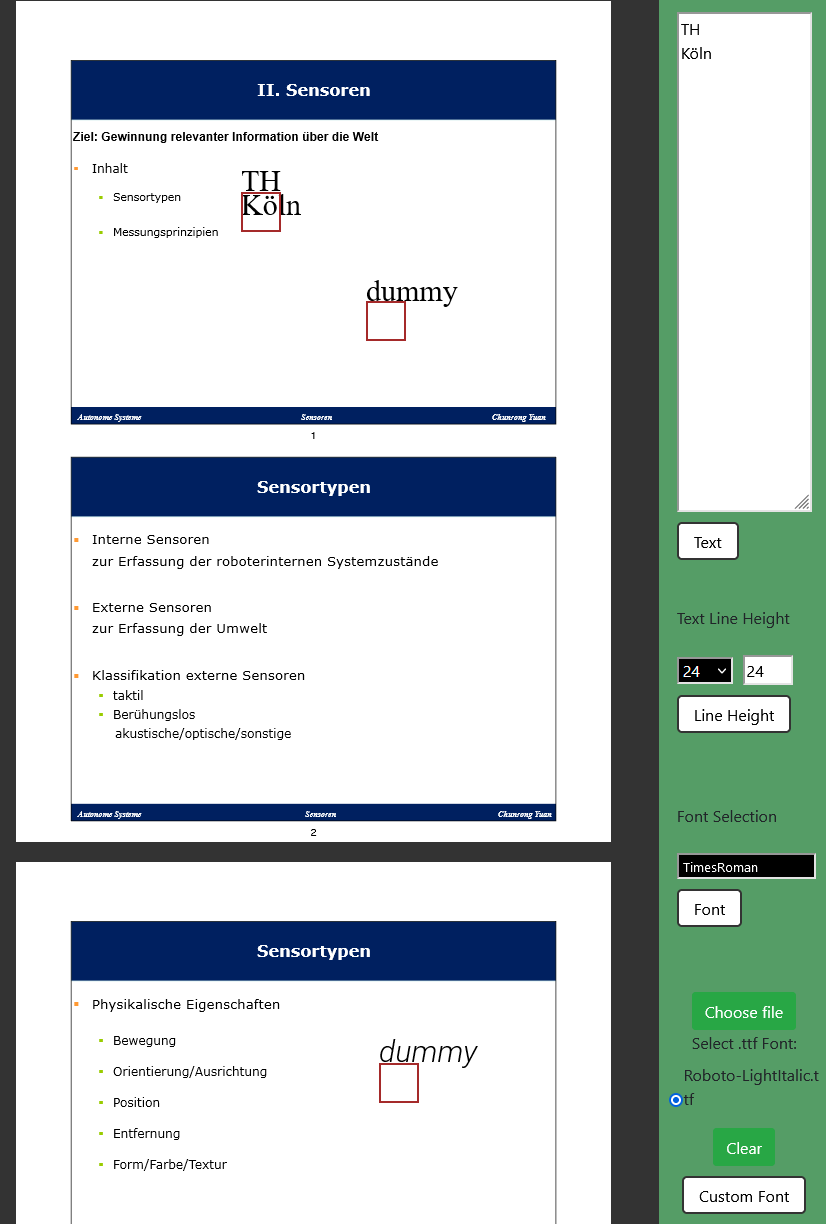 II. Sensoren
Ziel: Gewinnung relevanter Information über die Welt
Inhalt
Sensortypen
Messungsprinzipien
TH
Köln
dummy
Autonome Systeme Sensoren Chunrong Yuan
1
Sensortypen
Interne Sensoren
zur Erfassung der roboterinternen Systemzustände
Externe Sensoren
zur Erfassung der Umwelt
Klassifikation externe Sensoren
taktil
Berühungslos
akustische/optische/sonstige
Autonome Systeme Sensoren Chunrong Yuan
2
Sensortypen
Physikalische Eigenschaften
Bewegung
Orientierung/Ausrichtung
Position
Entfernung
Form/Farbe/Textur
dummy
TH
Köln
Text
Text Line Height
24 24
Line Height
Font Selection
TimesRoman
Font
Choose file
Select .ttf Font:
Roboto-LightItalic.t
tf
Clear
Custom Font